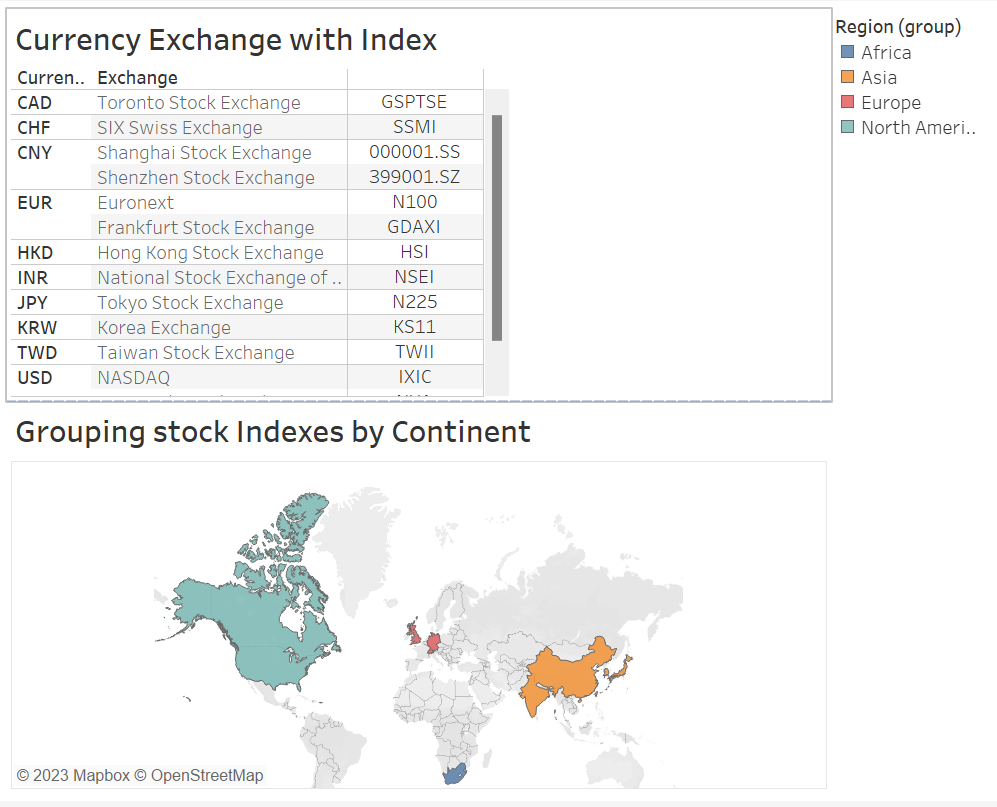 Currency Exchange with Index
Curren.. Exchange
CAD Toronto Stock Exchange GSPTSE
CHF SIX Swiss Exchange SSMI
CNY Shanghai Stock Exchange 000001.SS
Shenzhen Stock Exchange 399001.SZ
EUR Euronext N100
Frankfurt Stock Exchange GDAXI
HKD Hong Kong Stock Exchange HSI
INR National Stock Exchange of .. NSEI
JPY Tokyo Stock Exchange N225
KRW Korea Exchange KS11
TWD Taiwan Stock Exchange TWII
USD NASDAQ IXIC
Region (group)
Africa
Asia
Europe
North Ameri..
Grouping stock Indexes by Continent
© 2023 Mapbox © OpenStreetMap